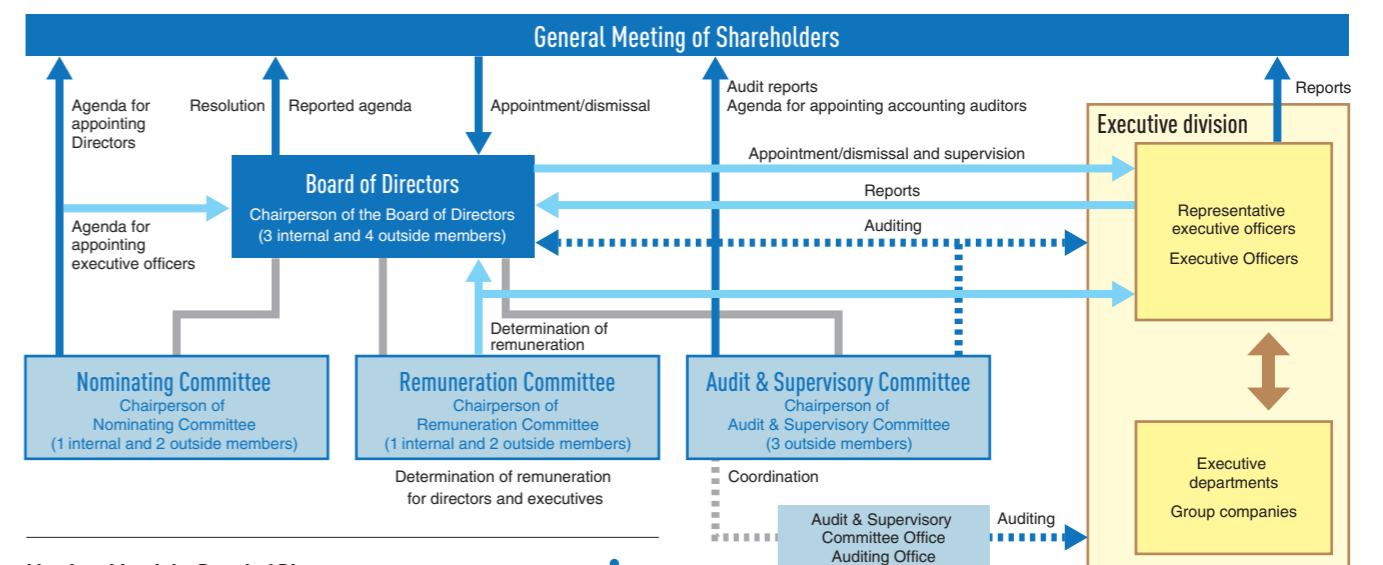 General Meeting of Shareholders
Agenda for
appointing
Directors
Resolution
Reported agenda
Appointment/dismissal
Audit reports
Agenda for appointing accounting auditors
Reports
Executive division
Appointment/dismissal and supervision
Board of Directors
Chairperson of the Board of Directors
(3 internal and 4 outside members)
Reports
Auditing
Representative
executive officers
Executive Officers
Agenda for
appointing
executive officers
Determination of
remuneration
Nominating Committee
Chairperson of
Nominating Committee
(1 internal and 2 outside members)
Remuneration Committee
Chairperson of
Remuneration Committee
(1 internal and 2 outside members)
Audit & Supervisory Committee
Chairperson of
Audit & Supervisory Committee
(3 outside members)
Determination of remuneration
for directors and executives
Coordination
Executive
departments
Group companies
Audit & Supervisory
Committee Office
Auditing Office
Auditing